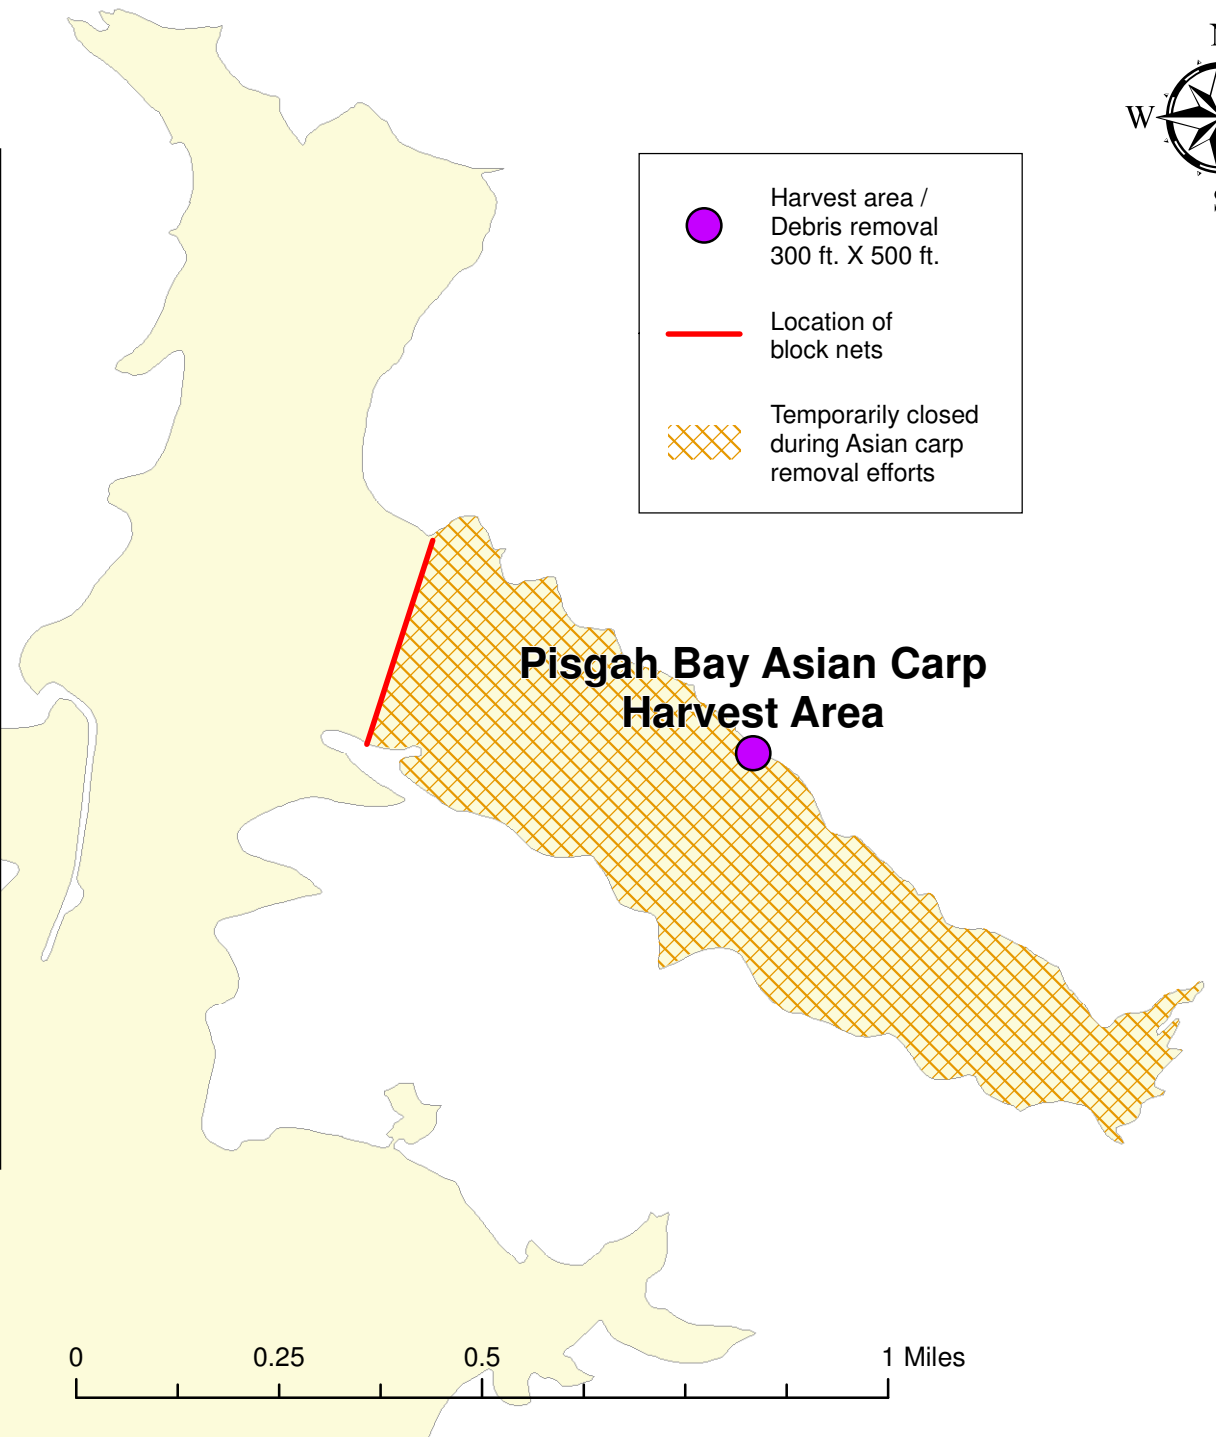 N
W
S
Harvest area /
Debris removal
300 ft. X 500 ft.
Location of
block nets
Temporarily closed
during Asian carp
removal efforts
Pisgah Bay Asian Carp
Harvest Area
0 0.25 0.5 1 Miles